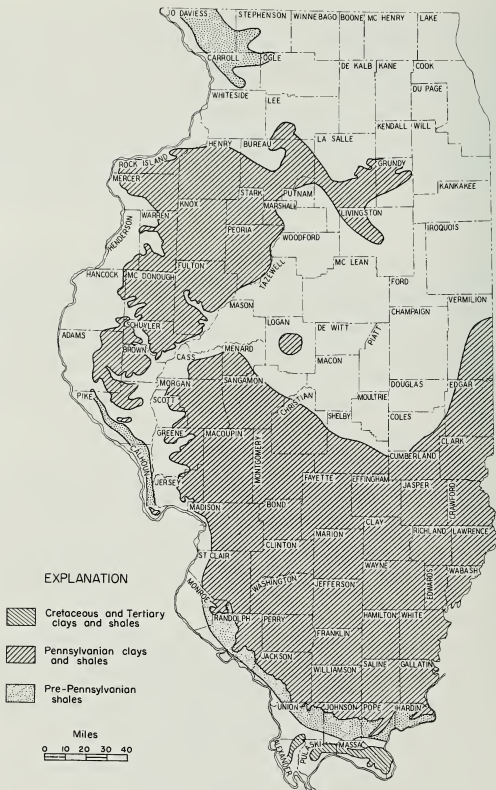 JO DAVIESS STEPHENSON WINNEBAGO BOONE MC HENRY LAKE
CARROLL OGLE DE KALB KANE COOK
DU PAGE
WHITESIDE LEE
KENDALL WILL
ROCK ISLAND HENRY BUREAU LA SALLE
GRUNDY
MERCER
STARK PUTNAM KANKAKEE
KNOX MARSHALL
WARREN LIVINGSTON
HENDERSON PEORIA WOODFORD IROQUOIS
HANCOCK MC DONOUGH FULTON TAZEWELL MC LEAN
FORD
MASON VERMILION
SCHUYLER LOGAN CHAMPAIGN
ADAMS DE WITT PIATT
BROWN CASS MENARD MACON
MORGAN SANGAMON DOUGLAS EDGAR
PIKE SCOTT CHRISTIAN MOULTRIE
SHELBY COLES
GREENE MACOUPIN CLARK
CALHOUN MONTGOMERY CUMBERLAND
JERSEY FAYETTE EFFINGHAM JASPER CRAWFORD
MADISON BOND
CLAY RICHLAND LAWRENCE
CLINTON MARION
ST CLAIR
WAYNE EDWARDS WABASH
MONROE WASHINGTON JEFFERSON
RANDOLPH PERRY HAMILTON WHITE
FRANKLIN
JACKSON
WILLIAMSON SALINE GALLATIN
UNION JOHNSON POPE HARDIN
ALEXANDER PULASKI MASSAC
EXPLANATION
Cretaceous and Tertiary
clays and shales
Pennsylvanian clays
and shales
Pre-Pennsylvanian
shales
Miles
0 10 20 30 40